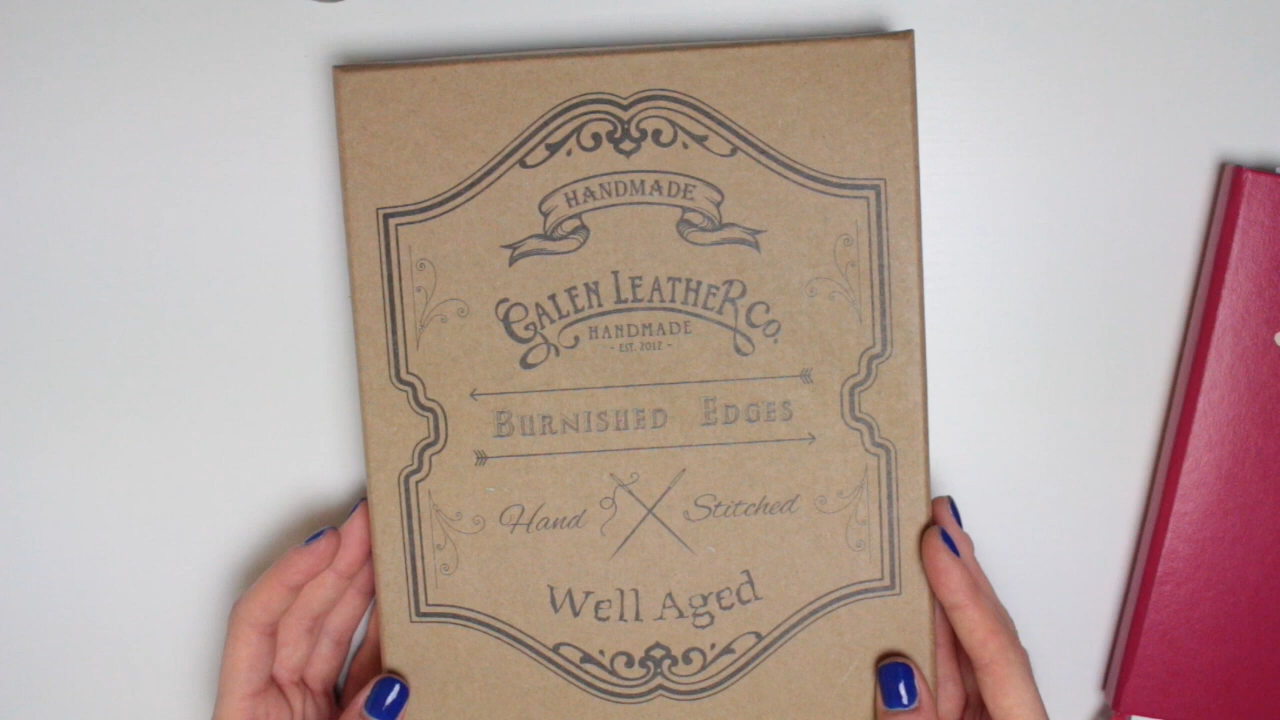 HANDMADE
GALEN LEATHER CO.
HANDMADE
- EST. 2012 -
BURNISHED EDGES
Hand Stitched
Well Aged